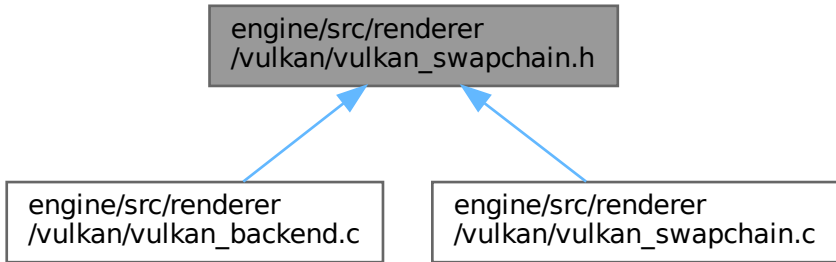 engine/src/renderer
/vulkan/vulkan_swapchain.h
engine/src/renderer
/vulkan/vulkan_backend.c
engine/src/renderer
/vulkan/vulkan_swapchain.c